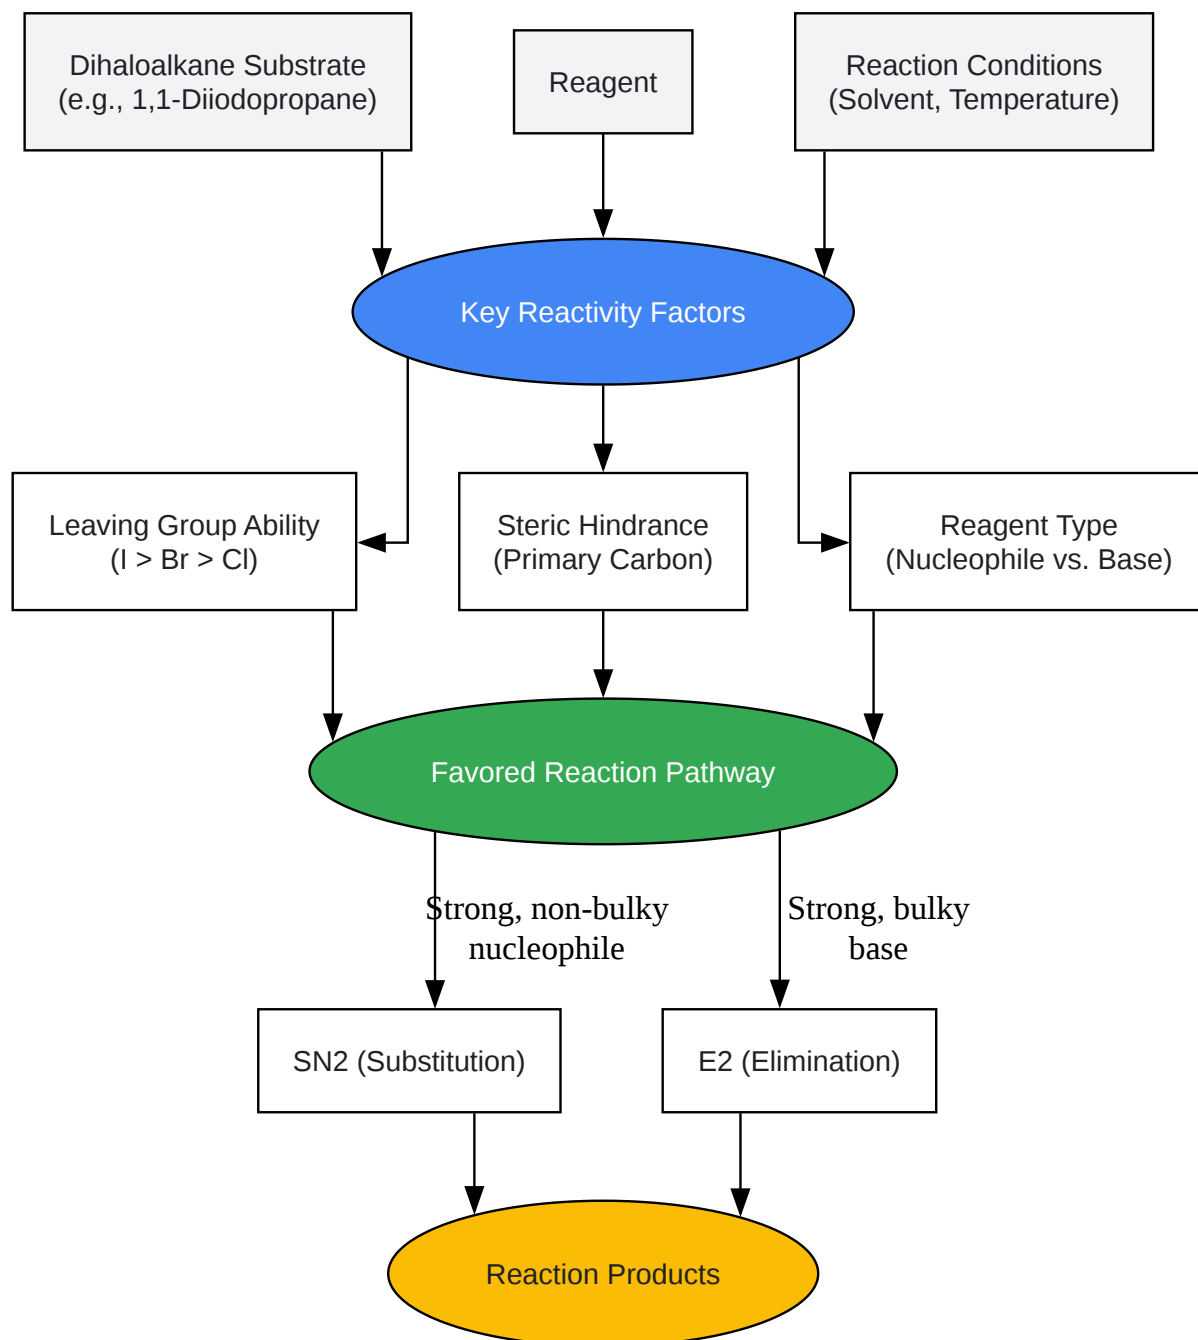 Dihaloalkane Substrate
(e.g., 1,1-Diiodopropane)
Reagent
Reaction Conditions
(Solvent, Temperature)
Key Reactivity Factors
Leaving Group Ability
(I > Br > Cl)
Steric Hindrance
(Primary Carbon)
Reagent Type
(Nucleophile vs. Base)
Favored Reaction Pathway
Strong, non-bulky
nucleophile
Strong, bulky
base
SN2 (Substitution)
E2 (Elimination)
Reaction Products